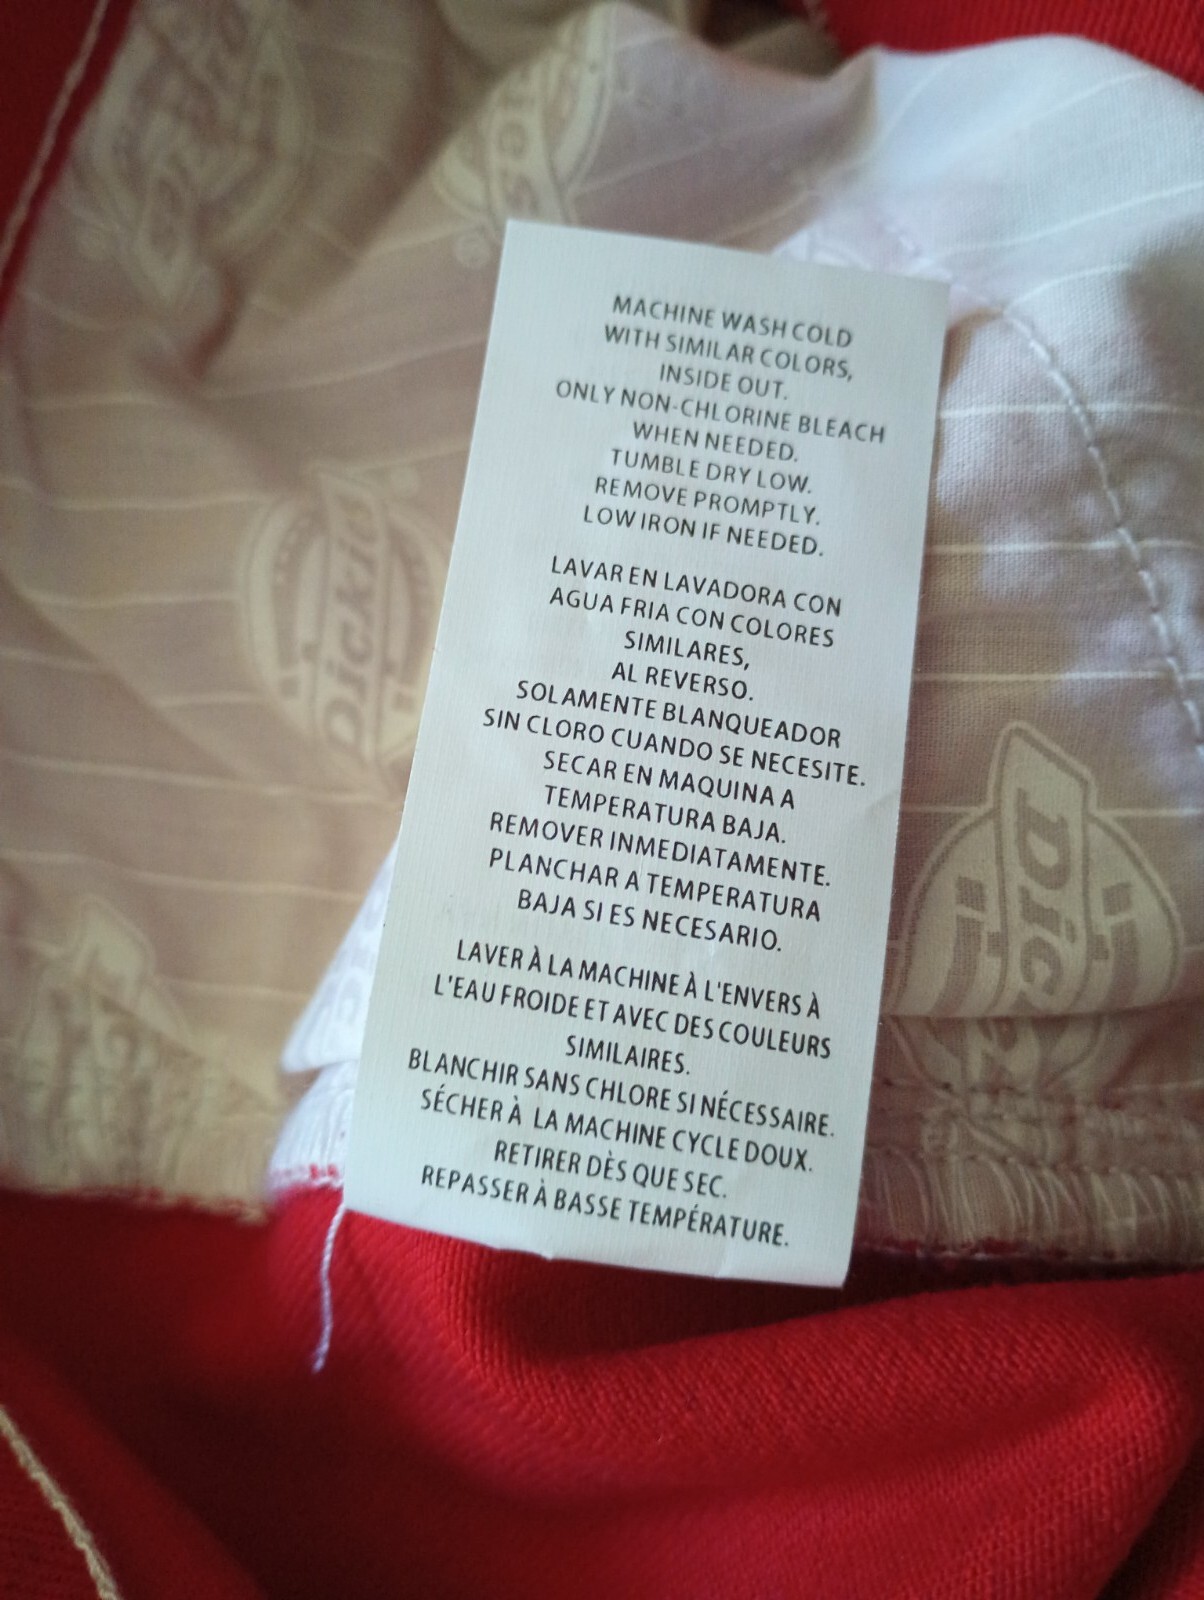 MACHINE WASH COLD
WITH SIMILAR COLORS,
INSIDE OUT.
ONLY NON-CHLORINE BLEACH
WHEN NEEDED.
TUMBLE DRY LOW.
REMOVE PROMPTLY.
LOW IRON IF NEEDED.
LAVAR EN LAVADORA CON
AGUA FRIA CON COLORES
SIMILARES,
AL REVERSO.
SOLAMENTE BLANQUEADOR
SIN CLORO CUANDO SE NECESITE.
SECAR EN MAQUINA A
TEMPERATURA BAJA.
REMOVER INMEDIATAMENTE.
PLANCHAR A TEMPERATURA
BAJA SI ES NECESARIO.
LAVER À LA MACHINE À L'ENVERS À
L'EAU FROIDE ET AVEC DES COULEURS
SIMILAIRES.
BLANCHIR SANS CHLORE SI NÉCESSAIRE.
SÉCHER À LA MACHINE CYCLE DOUX.
RETIRER DÈS QUE SEC.
REPASSER À BASSE TEMPÉRATURE.
Dickies
Dickies